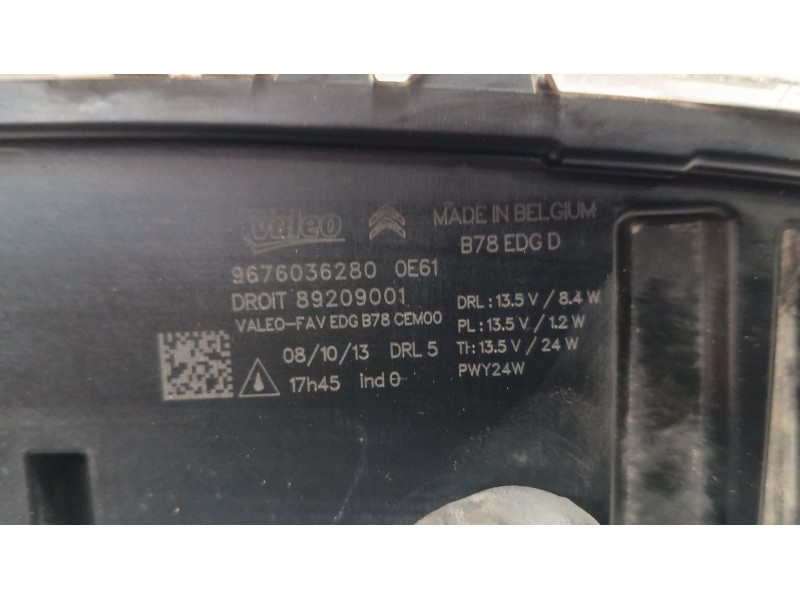 Valeo MADE IN BELGIUM
B78 EDG D
9676036280 0E61
DROIT 89209001 DRL : 13.5 V / 8.4 W
VALEO-FAV EDG B78 CEM00 PL : 13.5 V / 1.2 W
08/10/13 DRL 5 TI : 13.5 V / 24 W
17h45 ind θ PWY24W